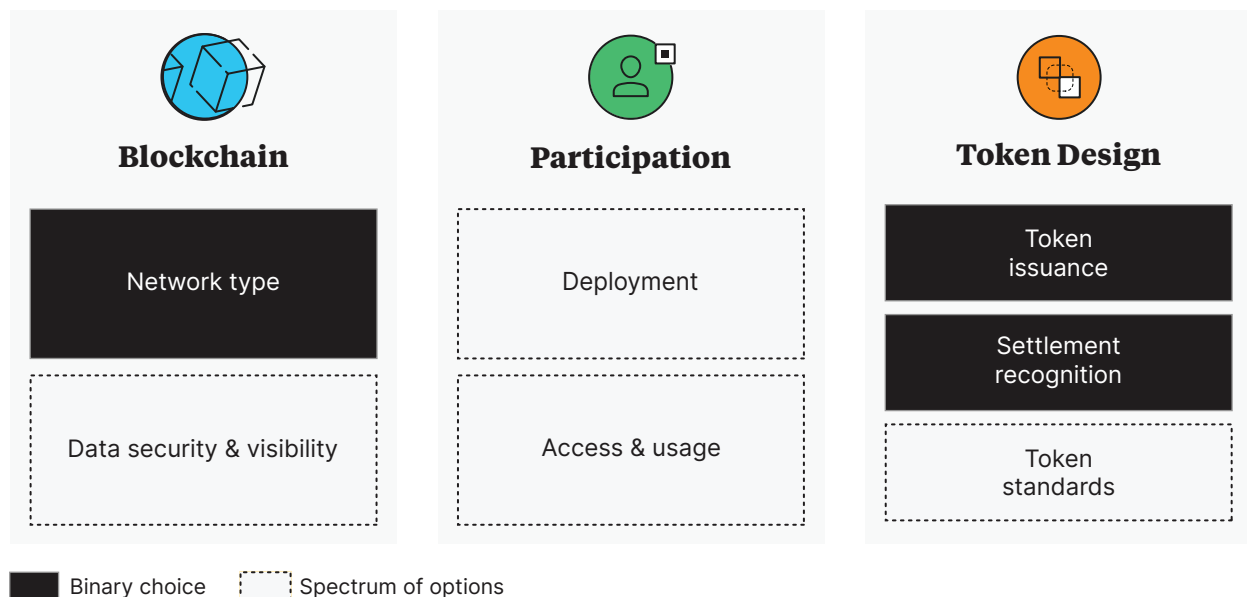 Blockchain
Network type
Data security & visibility
Participation
Deployment
Access & usage
Token Design
Token
issuance
Settlement
recognition
Token
standards
Binary choice
Spectrum of options